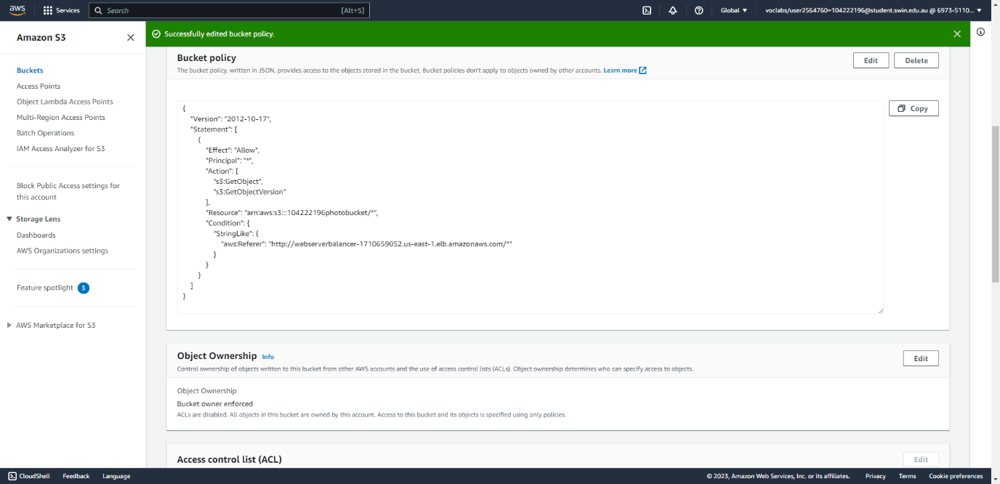 aws
Services
Search
[Alt+S]
Global
voclabs/user2564760=104222196@student.swin.edu.au @ 6973-5110...
Amazon S3
Buckets
Access Points
Object Lambda Access Points
Multi-Region Access Points
Batch Operations
IAM Access Analyzer for S3
Block Public Access settings for
this account
Storage Lens
Dashboards
AWS Organizations settings
Feature spotlight 3
AWS Marketplace for S3
Successfully edited bucket policy.
Bucket policy
Edit
Delete
The bucket policy, written in JSON, provides access to the objects stored in the bucket. Bucket policies don't apply to objects owned by other accounts. Learn more
Copy
{
"Version": "2012-10-17",
"Statement": [
{
"Effect": "Allow",
"Principal": "*",
"Action": [
"s3:GetObject",
"s3:GetObjectVersion"
],
"Resource": "arn:aws:s3:::104222196photobucket/*",
"Condition": {
"StringLike": {
"aws:Referer": "http://webserverbalancer-1710659052.us-east-1.elb.amazonaws.com/*"
}
}
}
]
}
Object Ownership Info
Edit
Control ownership of objects written to this bucket from other AWS accounts and the use of access control lists (ACLs). Object ownership determines who can specify access to objects.
Object Ownership
Bucket owner enforced
ACLs are disabled. All objects in this bucket are owned by this account. Access to this bucket and its objects is specified using only policies.
Access control list (ACL)
Edit
CloudShell
Feedback
Language
© 2023, Amazon Web Services, Inc. or its affiliates.
Privacy
Terms
Cookie preferences